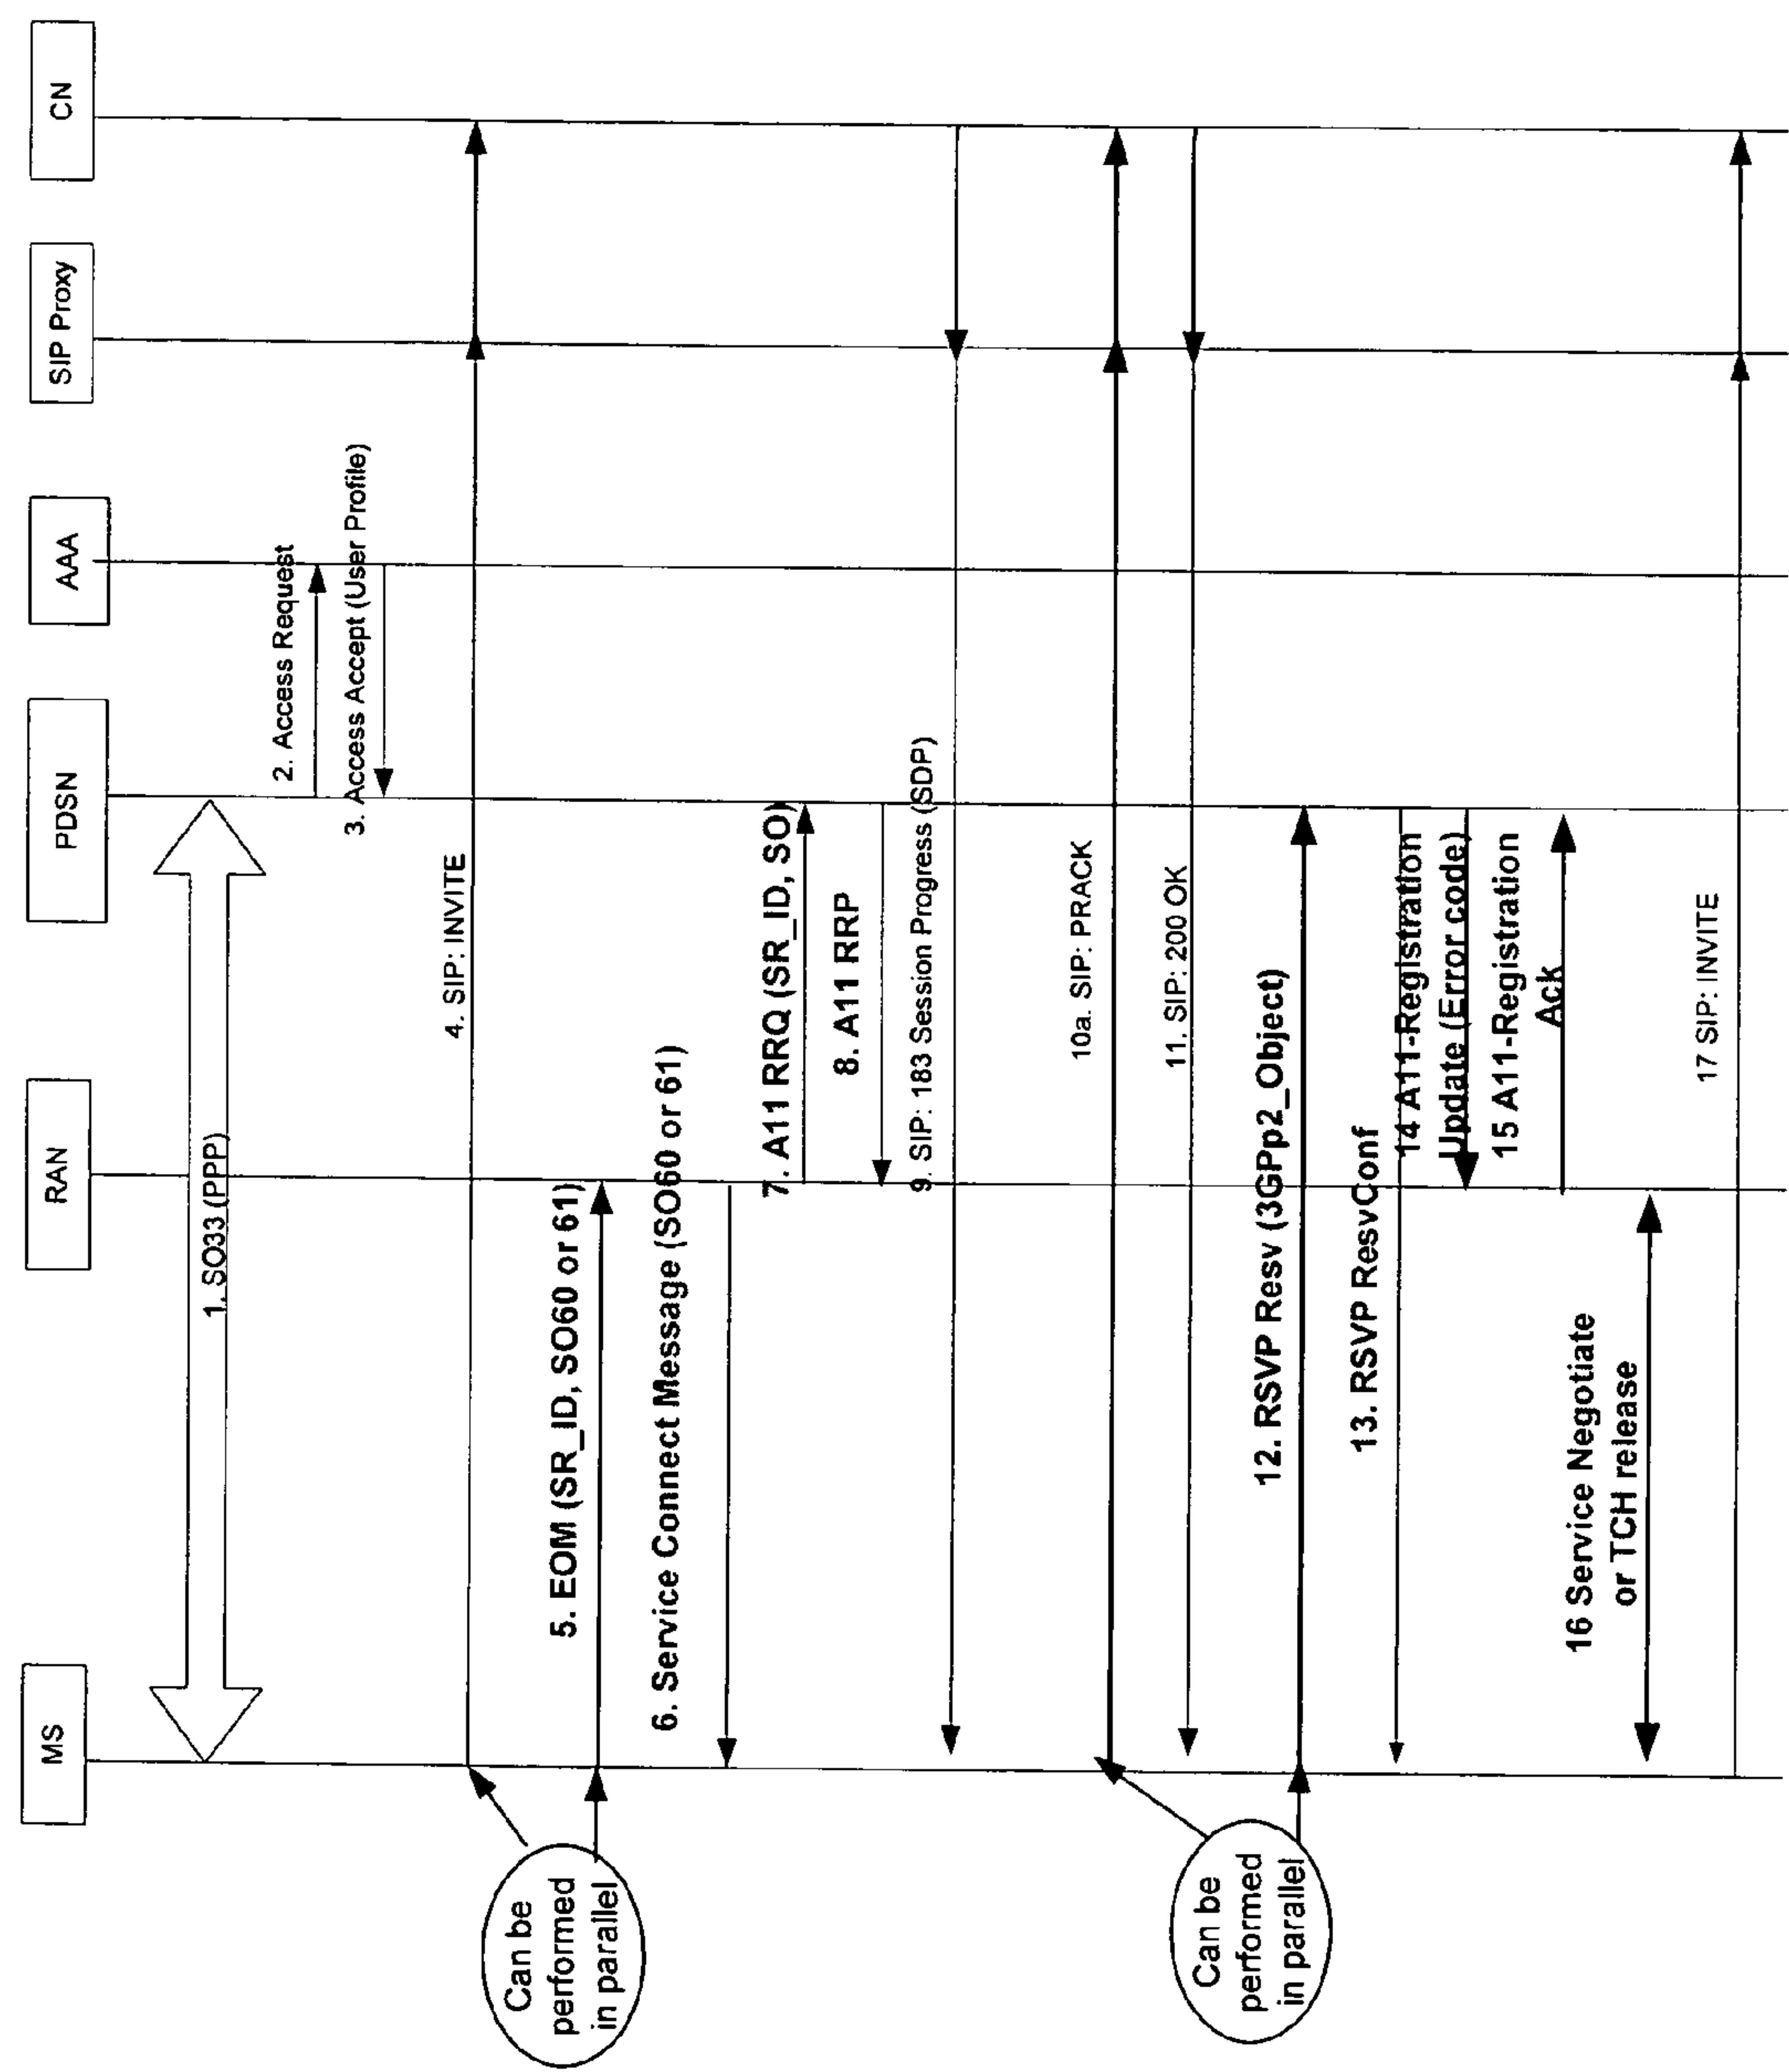 MS
RAN
PDSN
AAA
SIP Proxy
CN
1. SO33 (PPP)
2. Access Request
3. Access Accept (User Profile)
4. SIP: INVITE
Can be
performed
in parallel
5. EOM (SR_ID, SO60 or 61)
6. Service Connect Message (SO60 or 61)
7. A11 RRQ (SR_ID, SO)
8. A11 RRP
9. SIP: 183 Session Progress (SDP)
10a. SIP: PRACK
11. SIP: 200 OK
Can be
performed
in parallel
12. RSVP Resv (3GPp2_Object)
13. RSVP ResvConf
14 A11-Registration
Update (Error code)
15 A11-Registration
Ack
16 Service Negotiate
or TCH release
17 SIP: INVITE